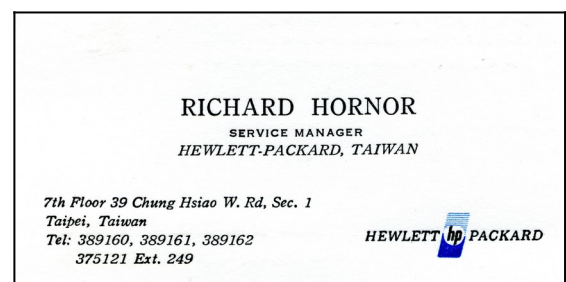 RICHARD HORNOR
SERVICE MANAGER
HEWLETT-PACKARD, TAIWAN
7th Floor 39 Chung Hsiao W. Rd, Sec. 1
Taipei, Taiwan
Tel: 389160, 389161, 389162
375121 Ext. 249
HEWLETT hp PACKARD